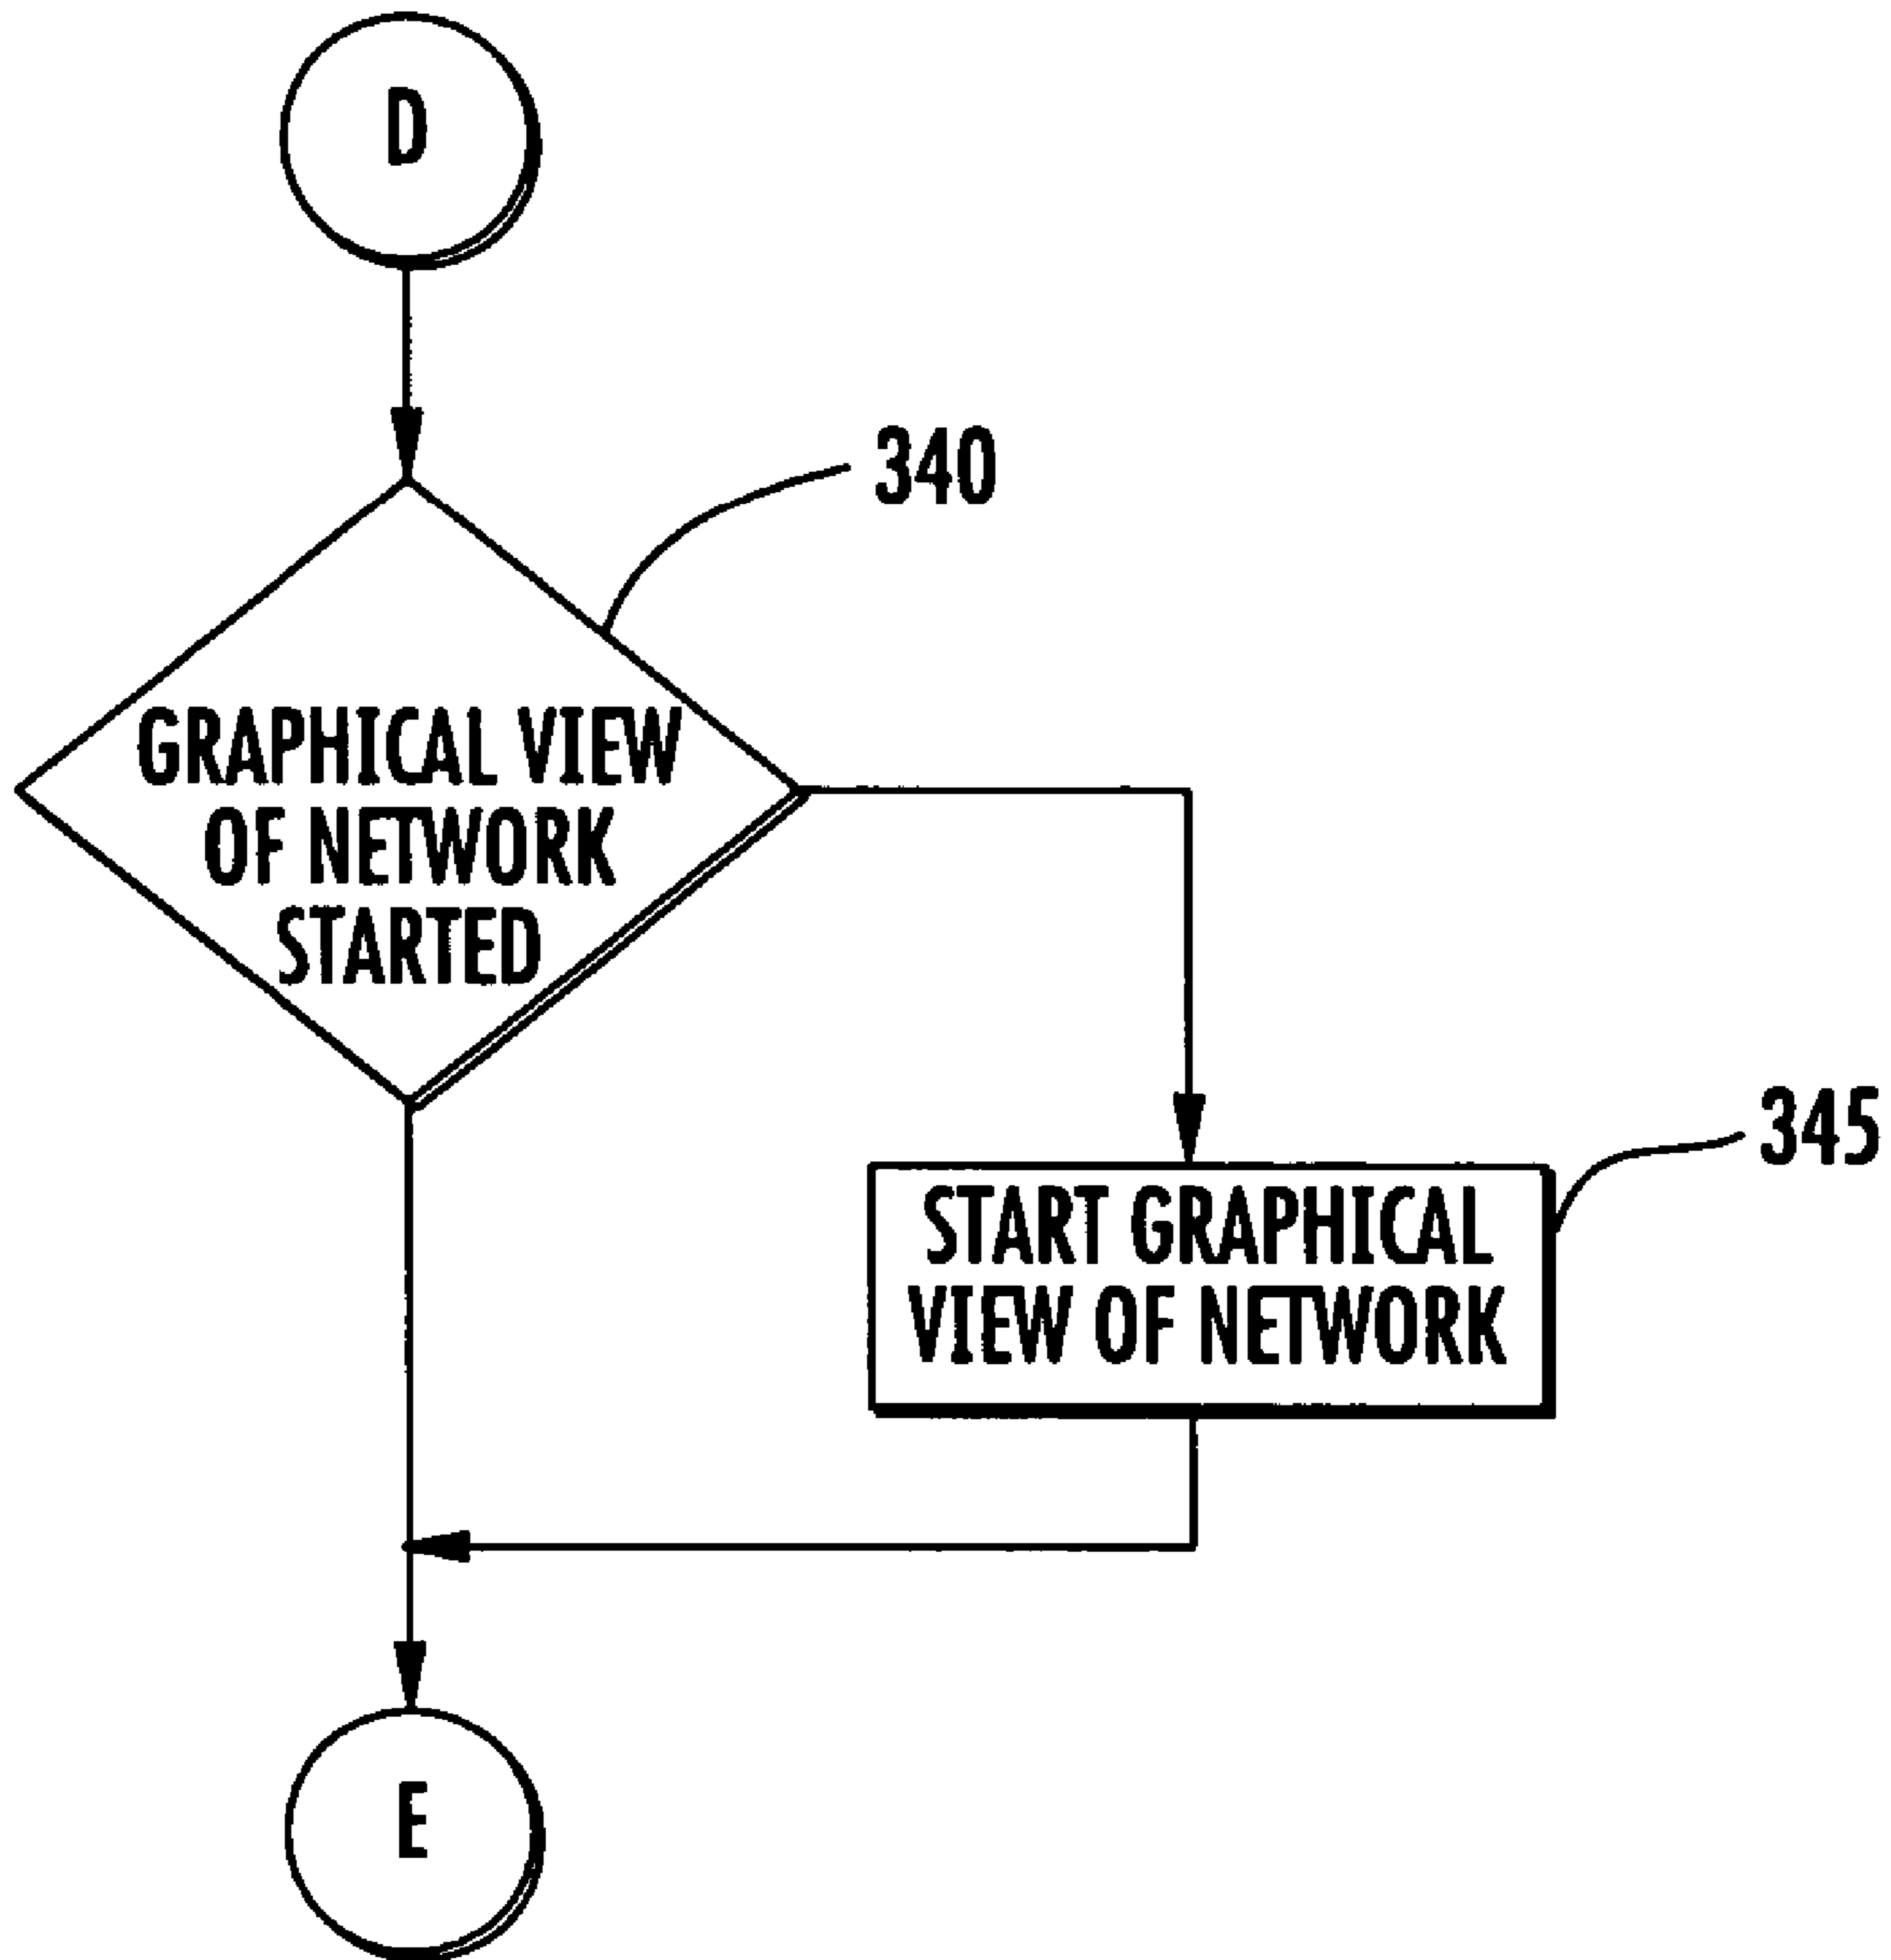 D
340
GRAPHICAL VIEW
OF NETWORK
STARTED
345
START GRAPHICAL
VIEW OF NETWORK
E